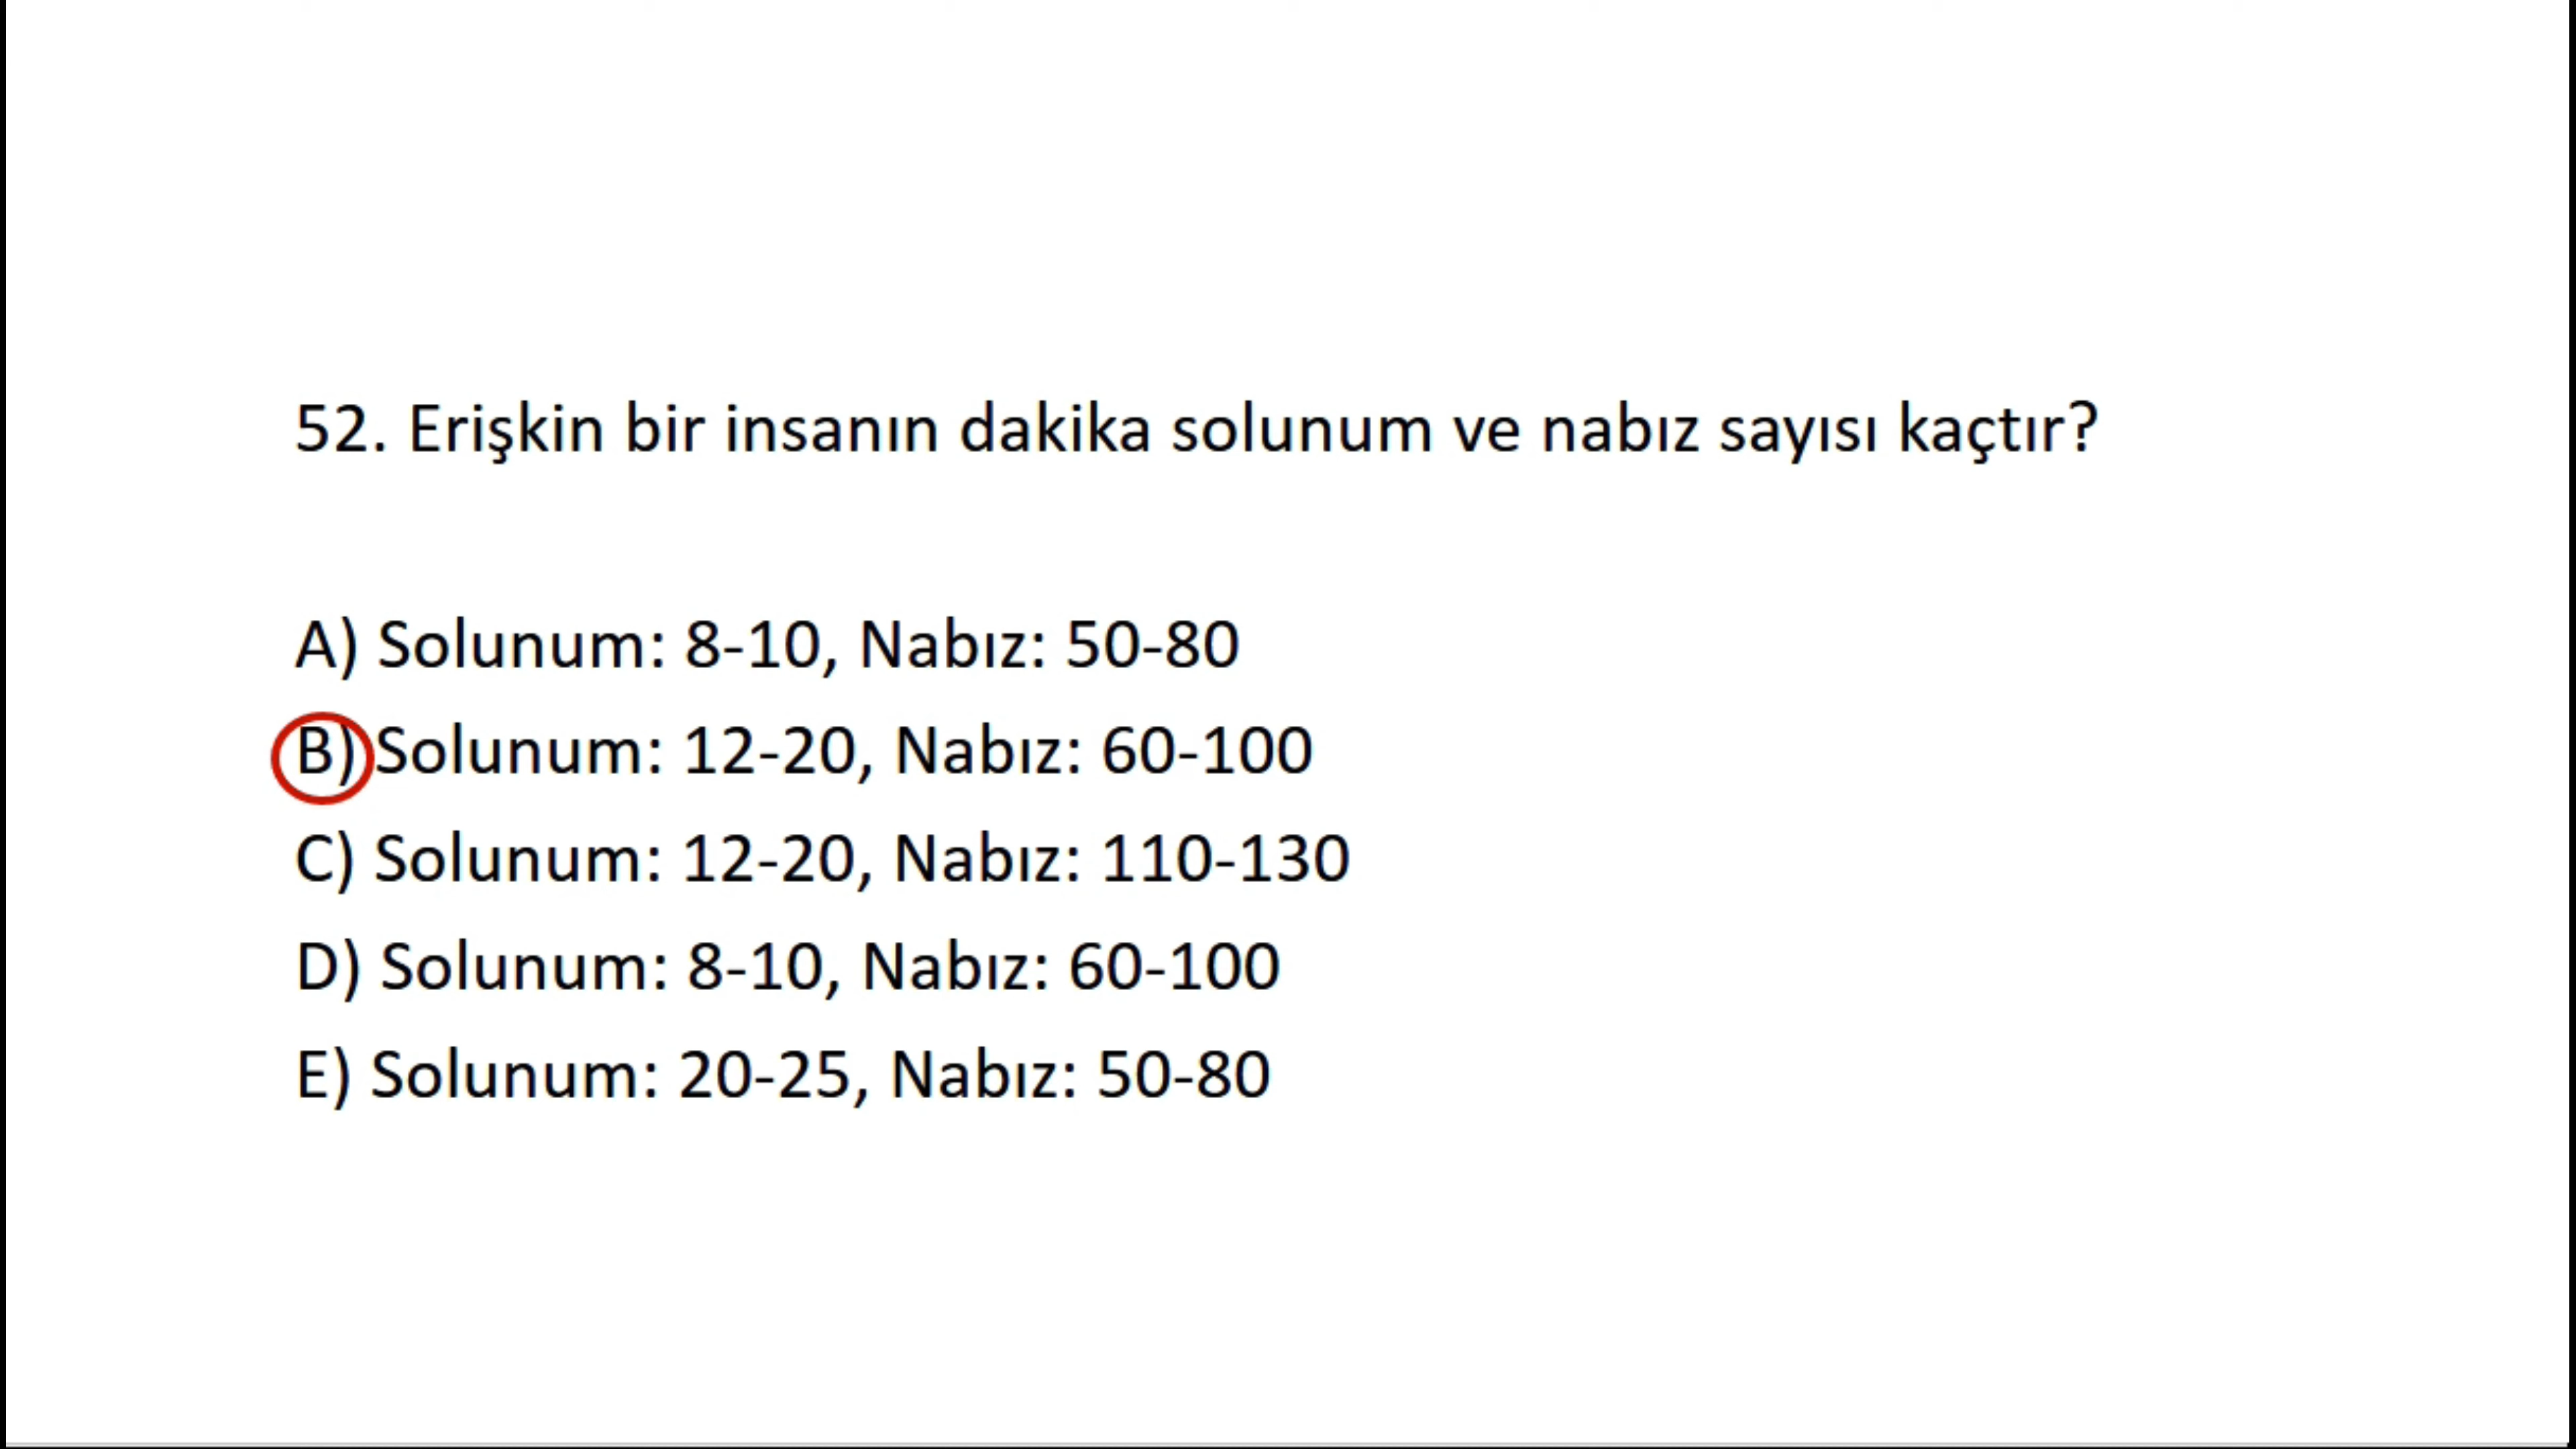 52. Erişkin bir insanın dakika solunum ve nabız sayısı kaçtır?
A) Solunum: 8-10, Nabız: 50-80
B) Solunum: 12-20, Nabız: 60-100
C) Solunum: 12-20, Nabız: 110-130
D) Solunum: 8-10, Nabız: 60-100
E) Solunum: 20-25, Nabız: 50-80